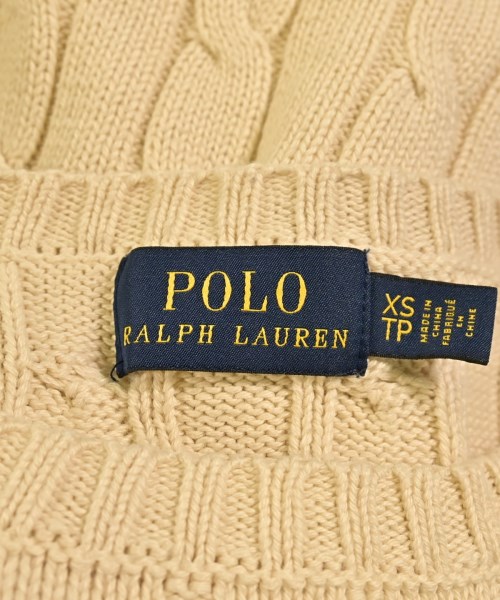 POLO
RALPH LAUREN
XS
TP
MADE IN
CHINA
FABRIQUÉ
EN
CHINE